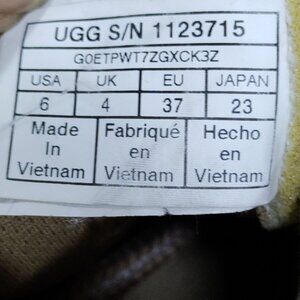 UGG S/N 1123715
G0ETPWT7ZGXCK3Z
USA UK EU JAPAN
6 4 37 23
Made Fabriqué Hecho
In en en
Vietnam Vietnam Vietnam